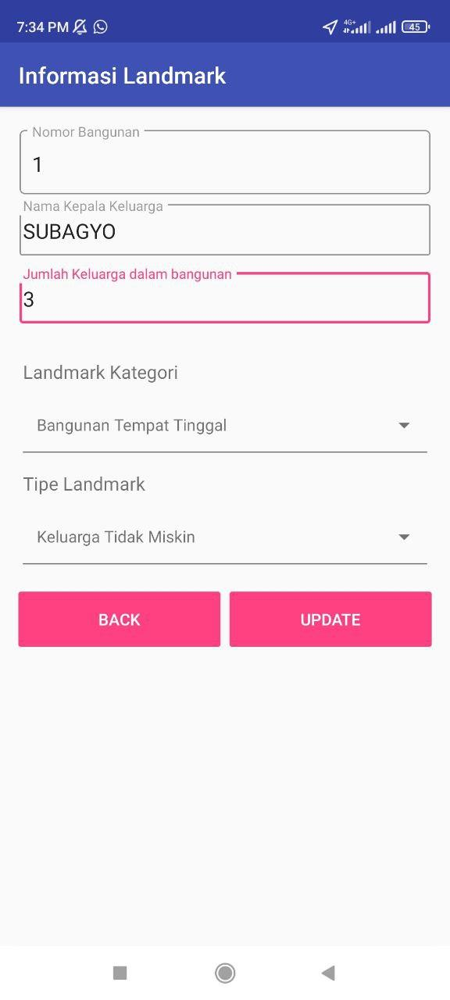 7:34 PM 4G+ 45
Informasi Landmark
Nomor Bangunan
1
Nama Kepala Keluarga
SUBAGYO
Jumlah Keluarga dalam bangunan
3
Landmark Kategori
Bangunan Tempat Tinggal
Tipe Landmark
Keluarga Tidak Miskin
BACK UPDATE